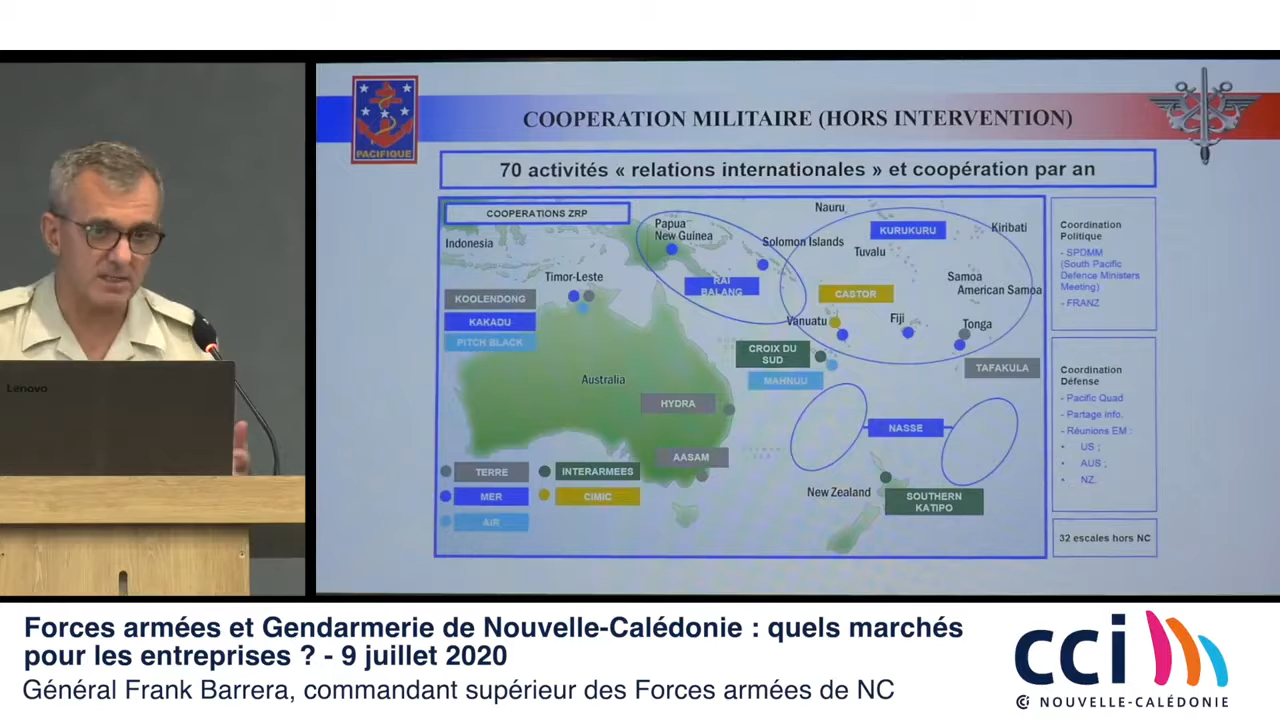 PACIFIQUE
COOPERATION MILITAIRE (HORS INTERVENTION)
70 activités « relations internationales » et coopération par an
COOPERATIONS ZRP
Indonesia
Papua
New Guinea
Nauru
Solomon Islands
KURUKURU
Kiribati
Tuvalu
Timor-Leste
RAI
BALANG
CASTOR
Samoa
American Samoa
KOOLENDONG
KAKADU
PITCH BLACK
Vanuatu
Fiji
Tonga
CROIX DU
SUD
MAHNUU
TAFAKULA
Australia
HYDRA
NASSE
AASAM
TERRE
INTERARMEES
MER
CIMIC
AIR
New Zealand
SOUTHERN
KATIPO
Coordination
Politique
- SPDMM
(South Pacific
Defence Ministers
Meeting)
- FRANZ
Coordination
Défense
- Pacific Quad
- Partage info.
- Réunions EM :
• US ;
• AUS ;
• NZ.
32 escales hors NC
Lenovo
Forces armées et Gendarmerie de Nouvelle-Calédonie : quels marchés
pour les entreprises ? - 9 juillet 2020
Général Frank Barrera, commandant supérieur des Forces armées de NC
cci
CCI NOUVELLE-CALÉDONIE